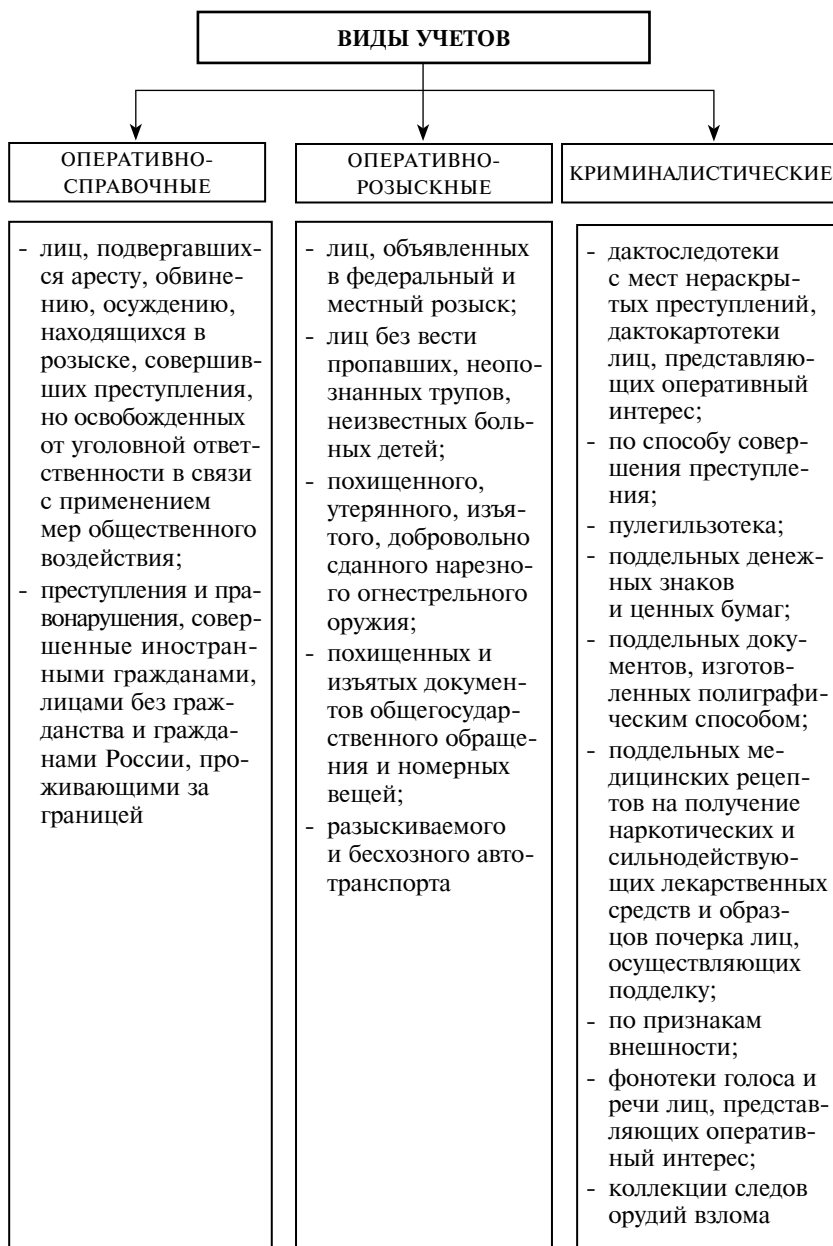 ВИДЫ УЧЕТОВ
ОПЕРАТИВНО-
СПРАВОЧНЫЕ
ОПЕРАТИВНО-
РОЗЫСКНЫЕ
КРИМИНАЛИСТИЧЕСКИЕ
- лиц, подвергавших-
ся аресту, обвине-
нию, осуждению,
находящихся в
розыске, совершив-
ших преступления,
но освобожденных
от уголовной ответ-
ственности в связи
с применением
мер общественного
воздействия;
- преступления и пра-
вонарушения, совер-
шенные иностран-
ными гражданами,
лицами без граж-
данства и гражда-
нами России, про-
живающими за
границей
- лиц, объявленных
в федеральный и
местный розыск;
- лиц без вести
пропавших, неопо-
знанных трупов,
неизвестных боль-
ных детей;
- похищенного,
утерянного, изъя-
того, добровольно
сданного нарезно-
го огнестрельного
оружия;
- похищенных и
изъятых докумен-
тов общегосудар-
ственного обраще-
ния и номерных
вещей;
- разыскиваемого
и бесхозного авто-
транспорта
- дактоследотеки
с мест нераскры-
тых преступлений,
дактокартотеки
лиц, представляю-
щих оперативный
интерес;
- по способу совер-
шения преступле-
ния;
- пулегильзотека;
- поддельных денеж-
ных знаков
и ценных бумаг;
- поддельных доку-
ментов, изготов-
ленных полиграфи-
ческим способом;
- поддельных ме-
дицинских рецеп-
тов на получение
наркотических и
сильнодействую-
щих лекарственных
средств и образ-
цов почерка лиц,
осуществляющих
подделку;
- по признакам
внешности;
- фонотеки голоса и
речи лиц, представ-
ляющих оператив-
ный интерес;
- коллекции следов
орудий взлома